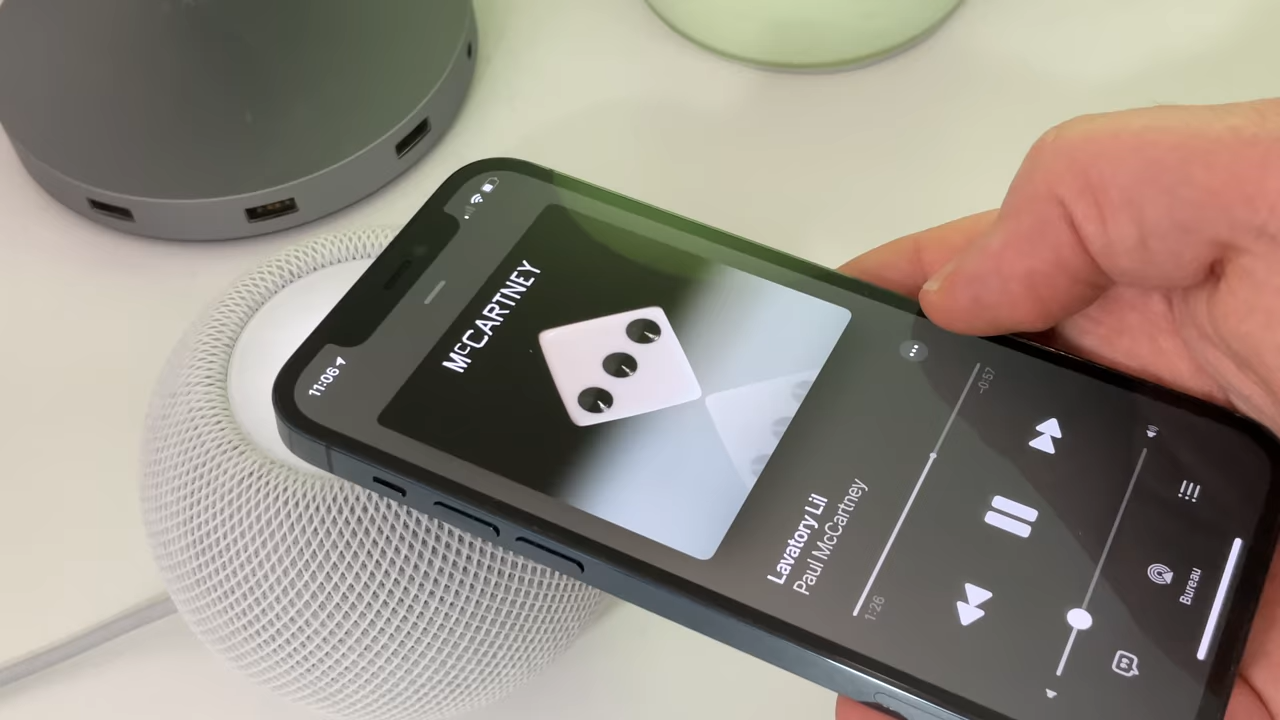 11:06
McCARTNEY
Lavatory Lil
Paul McCartney
1:26
-0:57
Bureau